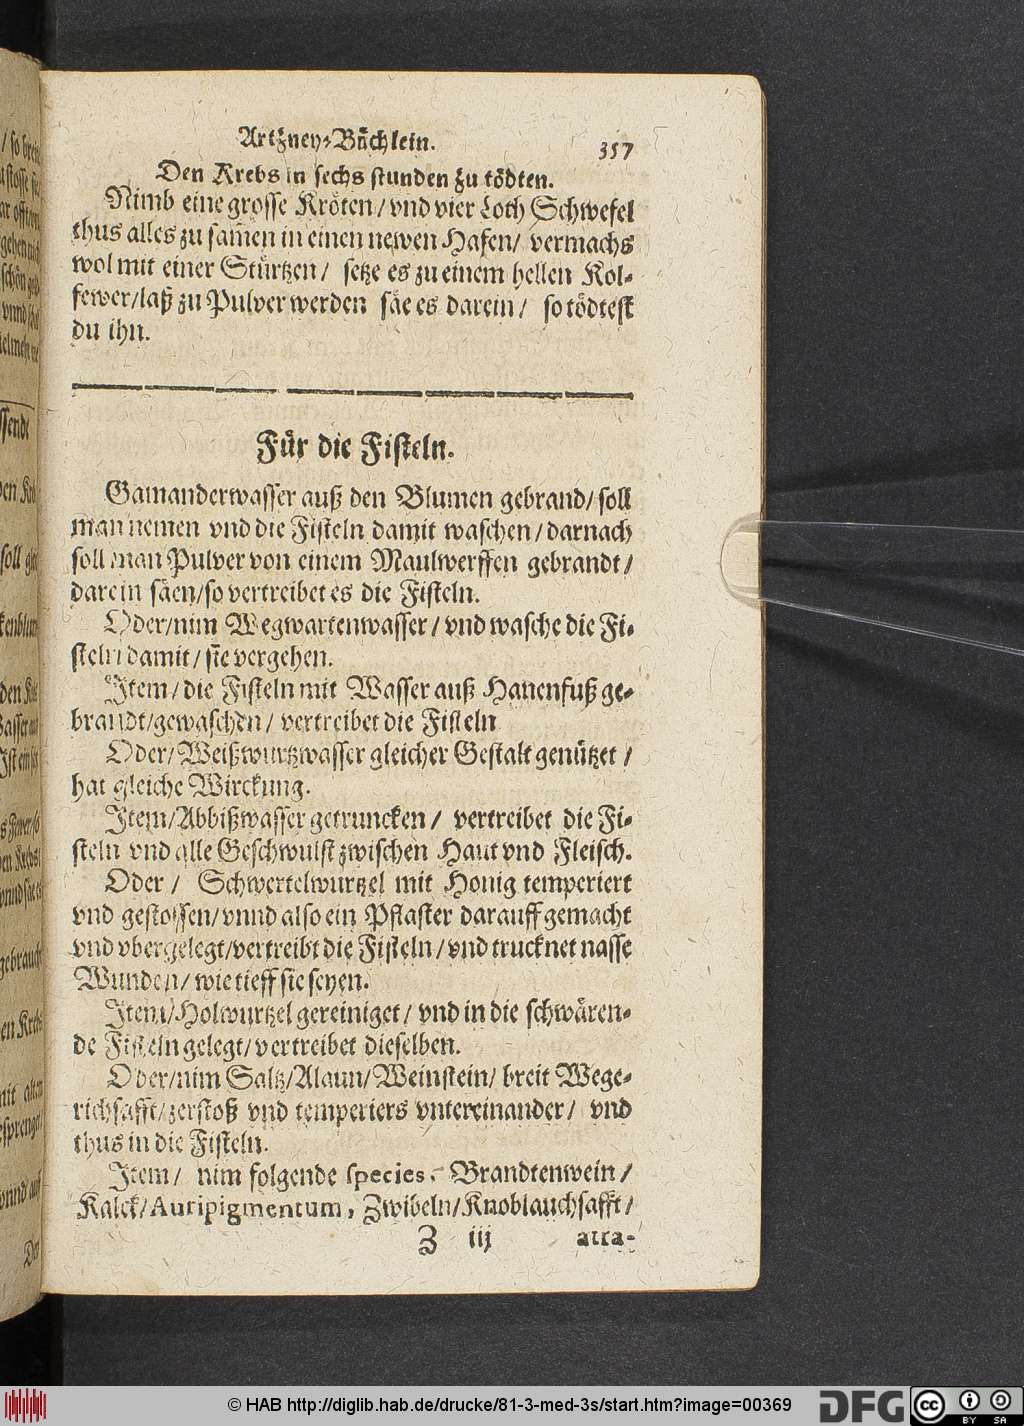 Artzney-Bůchlein.
357
Den Krebs in sechs stunden zu tödten.
Nimb eine grosse Kröten/ vnd vier Loth Schwefel
thus alles zu sam̃en in einen newen Hafen/ vermachs
wol mit einer Stürtzen/ setze es zu einem hellen Kol-
fewer/ laß zu Pulver werden säe es darein/ so tödtest
du ihn.
Für die Fisteln.
Gamanderwasser auß den Blumen gebrand/ soll
man nemen vnd die Fisteln damit waschen/ darnach
soll man Pulver von einem Maulwerffen gebrandt/
darein säen/ so vertreibet es die Fisteln.
Oder/ nim Wegwartenwasser/ vnd wasche die Fi-
steln damit/ sie vergehen.
Item/ die Fisteln mit Wasser auß Hanenfuß ge-
brandt/ gewaschen/ vertreibet die Fisteln
Oder/ Weißwurtzwasser gleicher Gestalt genützet/
hat gleiche Wirckung.
Item/ Abbißwasser getruncken/ vertreibet die Fi-
steln vnd alle Geschwulst zwischen Haut vnd Fleisch.
Oder/ Schwertelwurtzel mit Honig temperiert
vnd gestossen/ vnnd also ein Pflaster darauff gemacht
vnd vbergelegt/ vertreibt die Fisteln/ vnd trucknet nasse
Wunden/ wie tieff sie seyen.
Item/ Holwurtzel gereiniget/ vnd in die schwären-
de Fisteln gelegt/ vertreibet dieselben.
Oder/ nim Saltz/ Alaun/ Weinstein/ breit Wege-
richsafft/ zerstoß vnd temperiers vntereinander/ vnd
thus in die Fisteln.
Item/ nim folgende species, Brandtenwein/
Kalck/ Auripigmentum, Zwibeln/ Knoblauchsafft/
Z iij atra-
© HAB http://diglib.hab.de/drucke/81-3-med-3s/start.htm?image=00369
DFG
cc
BY SA